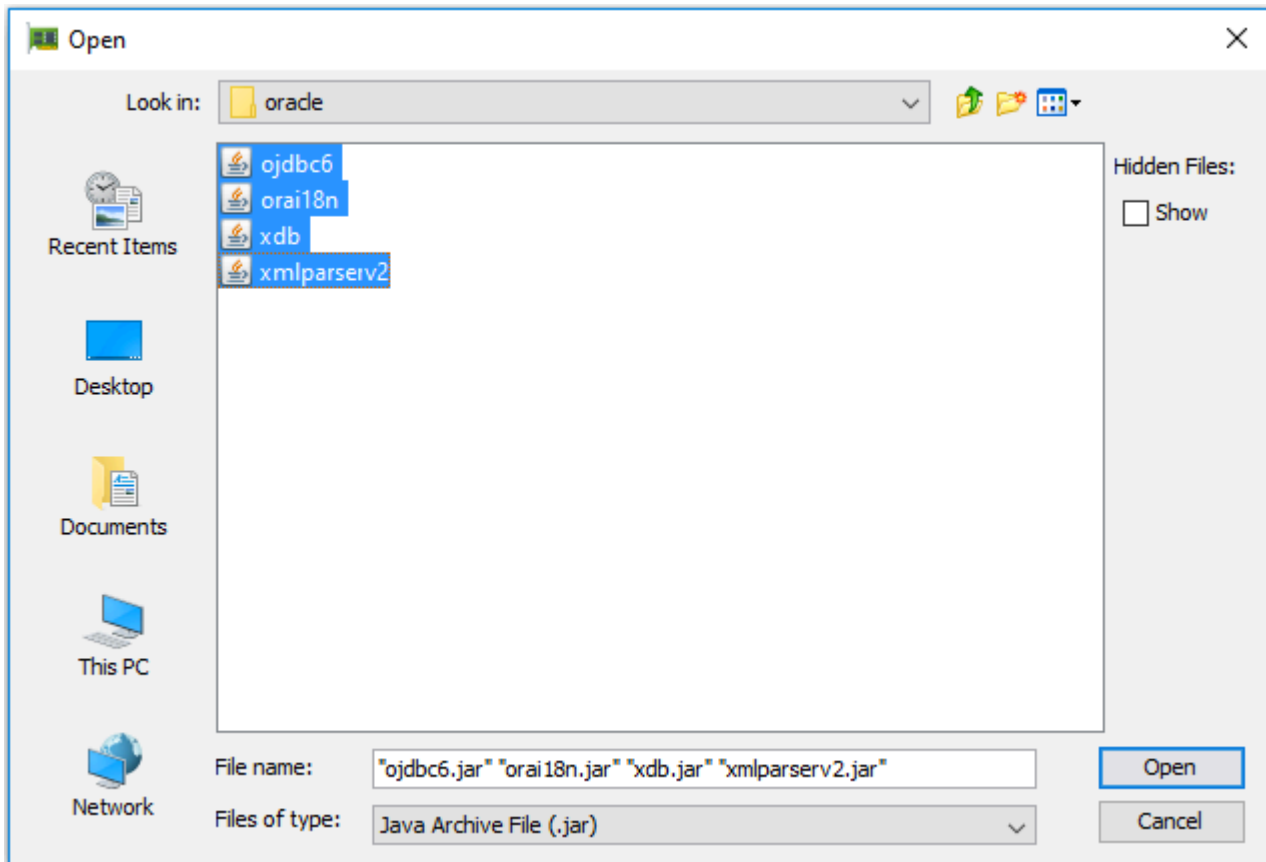 Open
Look in: oracle
ojdbc6
orai18n
xdb
xmlparserv2
Hidden Files:
Show
Recent Items
Desktop
Documents
This PC
Network
File name: "ojdbc6.jar" "orai18n.jar" "xdb.jar" "xmlparserv2.jar"
Open
Files of type: Java Archive File (.jar)
Cancel